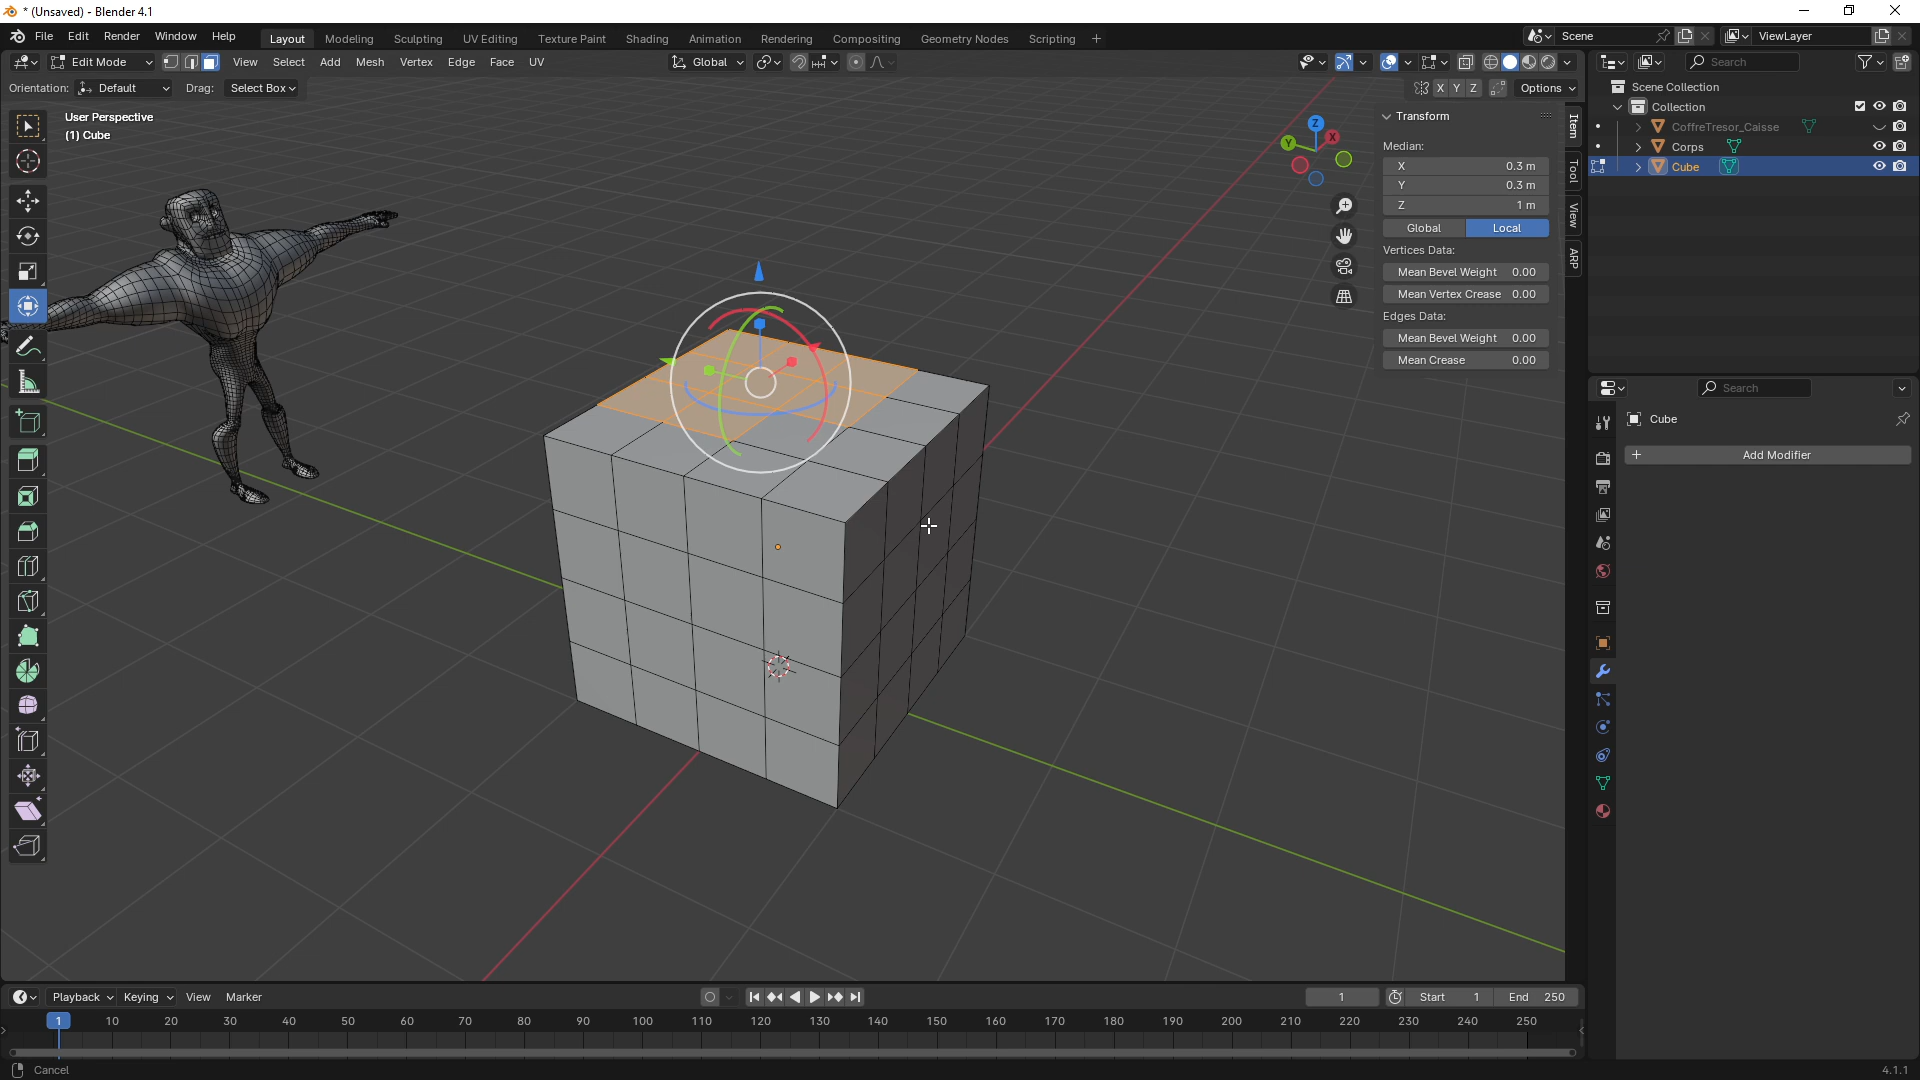 * (Unsaved) - Blender 4.1
File Edit Render Window Help Layout Modeling Sculpting UV Editing Texture Paint Shading Animation Rendering Compositing Geometry Nodes Scripting + Scene ViewLayer
Edit Mode View Select Add Mesh Vertex Edge Face UV Global Search
Orientation: Default Drag: Select Box X Y Z Options Scene Collection
Collection
User Perspective
(1) Cube
Transform
CoffreTresor_Caisse
Corps
Cube
Z
X
Y
Median:
X 0.3 m
Y 0.3 m
Z 1 m
Global Local
Vertices Data:
Mean Bevel Weight 0.00
Mean Vertex Crease 0.00
Edges Data:
Mean Bevel Weight 0.00
Mean Crease 0.00
Item
Tool
View
ARP
Search
Cube
+ Add Modifier
Playback Keying View Marker 1 Start 1 End 250
1 10 20 30 40 50 60 70 80 90 100 110 120 130 140 150 160 170 180 190 200 210 220 230 240 250
Cancel 4.1.1